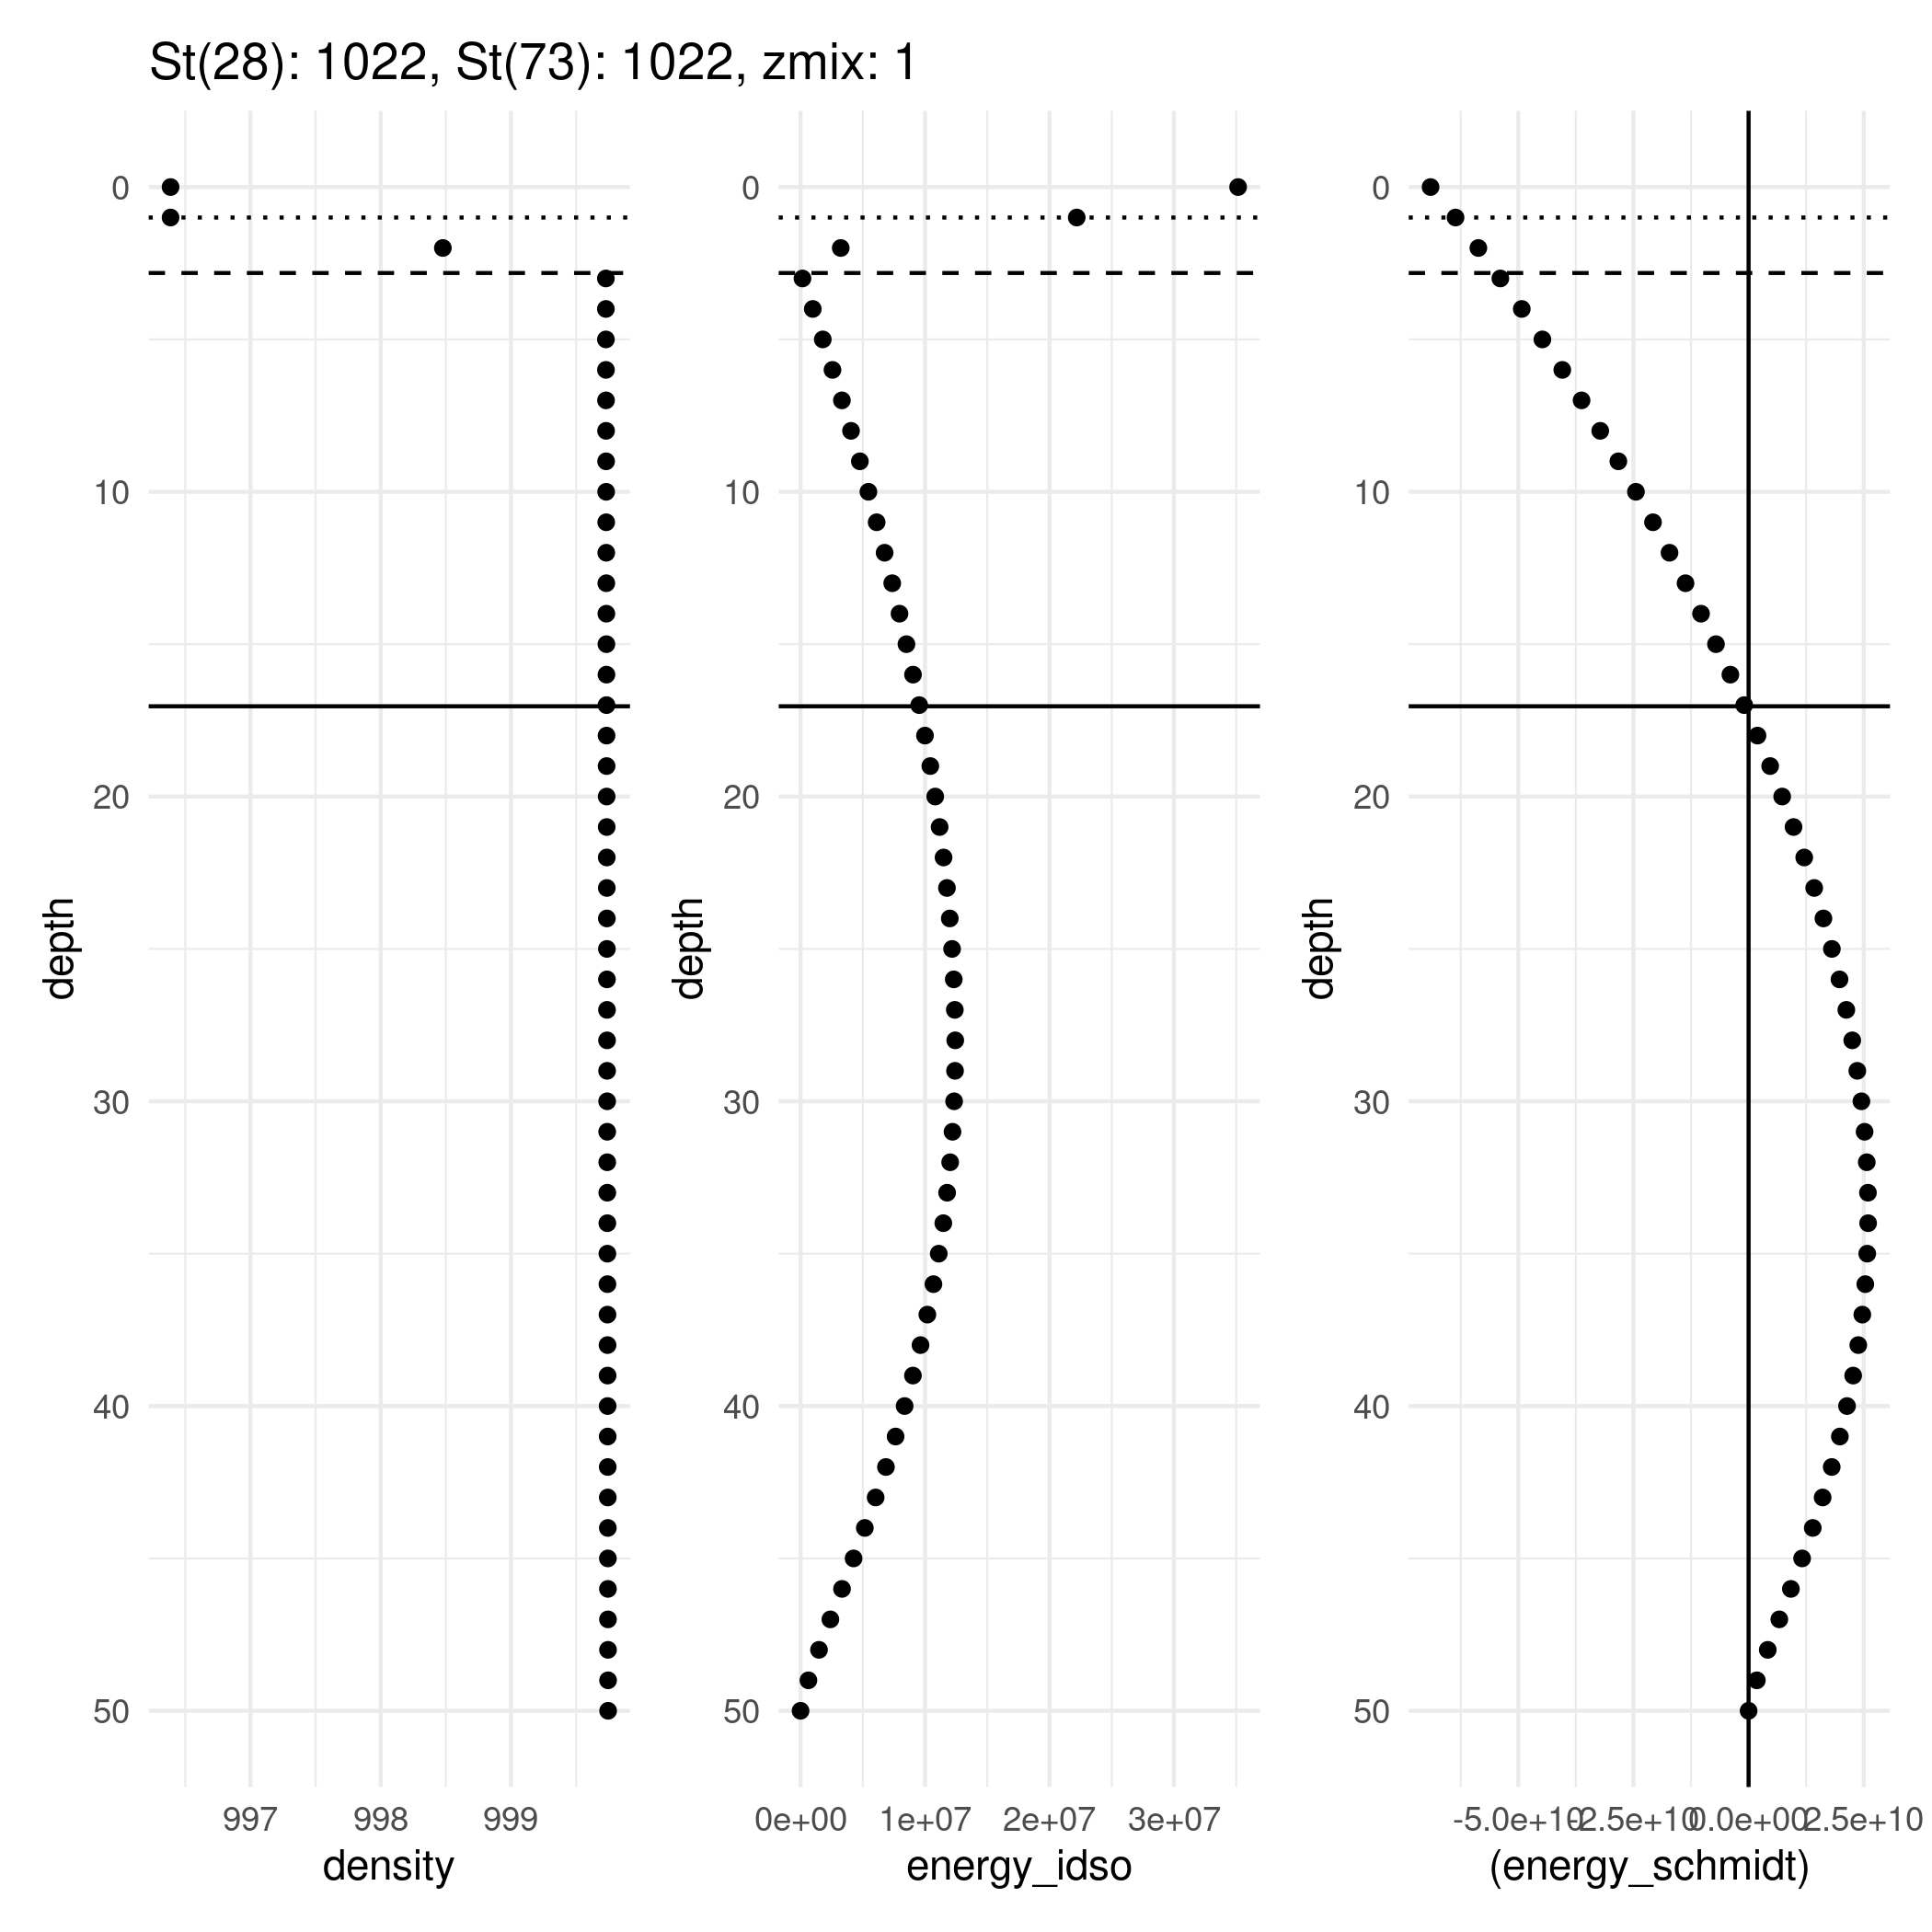 St(28): 1022, St(73): 1022, zmix: 1
depth
0
10
20
30
40
50
997 998 999
density
depth
0
10
20
30
40
50
0e+00 1e+07 2e+07 3e+07
energy_idso
depth
0
10
20
30
40
50
-5.0e+10 -2.5e+10 0.0e+00 2.5e+10
(energy_schmidt)